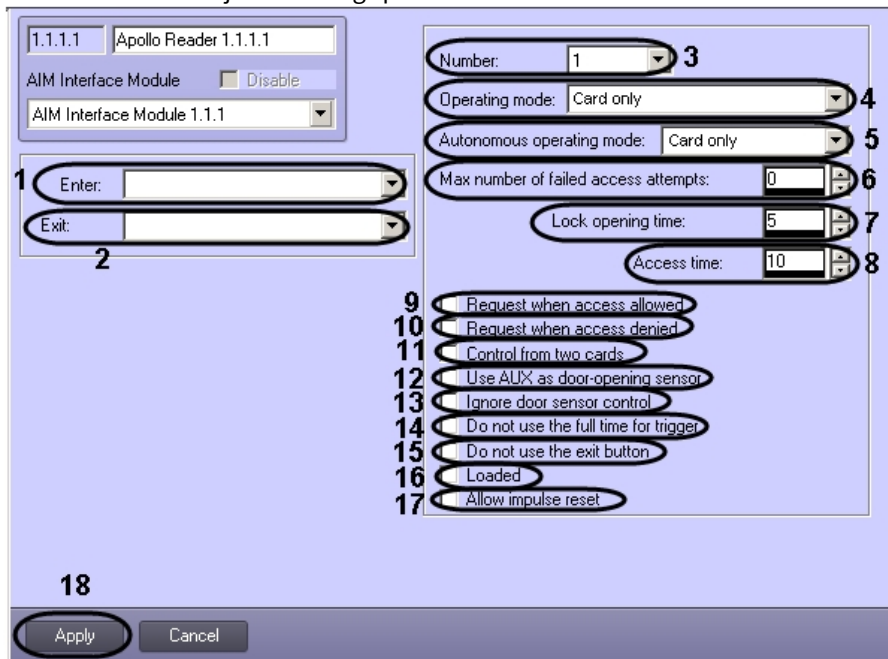 1.1.1.1 Apollo Reader 1.1.1.1
AIM Interface Module Disable
AIM Interface Module 1.1.1
1 Enter:
Exit:
2
Number: 1 3
Operating mode: Card only 4
Autonomous operating mode: Card only 5
Max number of failed access attempts: 0 6
Lock opening time: 5 7
Access time: 10 8
9 Request when access allowed
10 Request when access denied
11 Control from two cards
12 Use AUX as door-opening sensor
13 Ignore door sensor control
14 Do not use the full time for trigger
15 Do not use the exit button
16 Loaded
17 Allow impulse reset
18
Apply Cancel